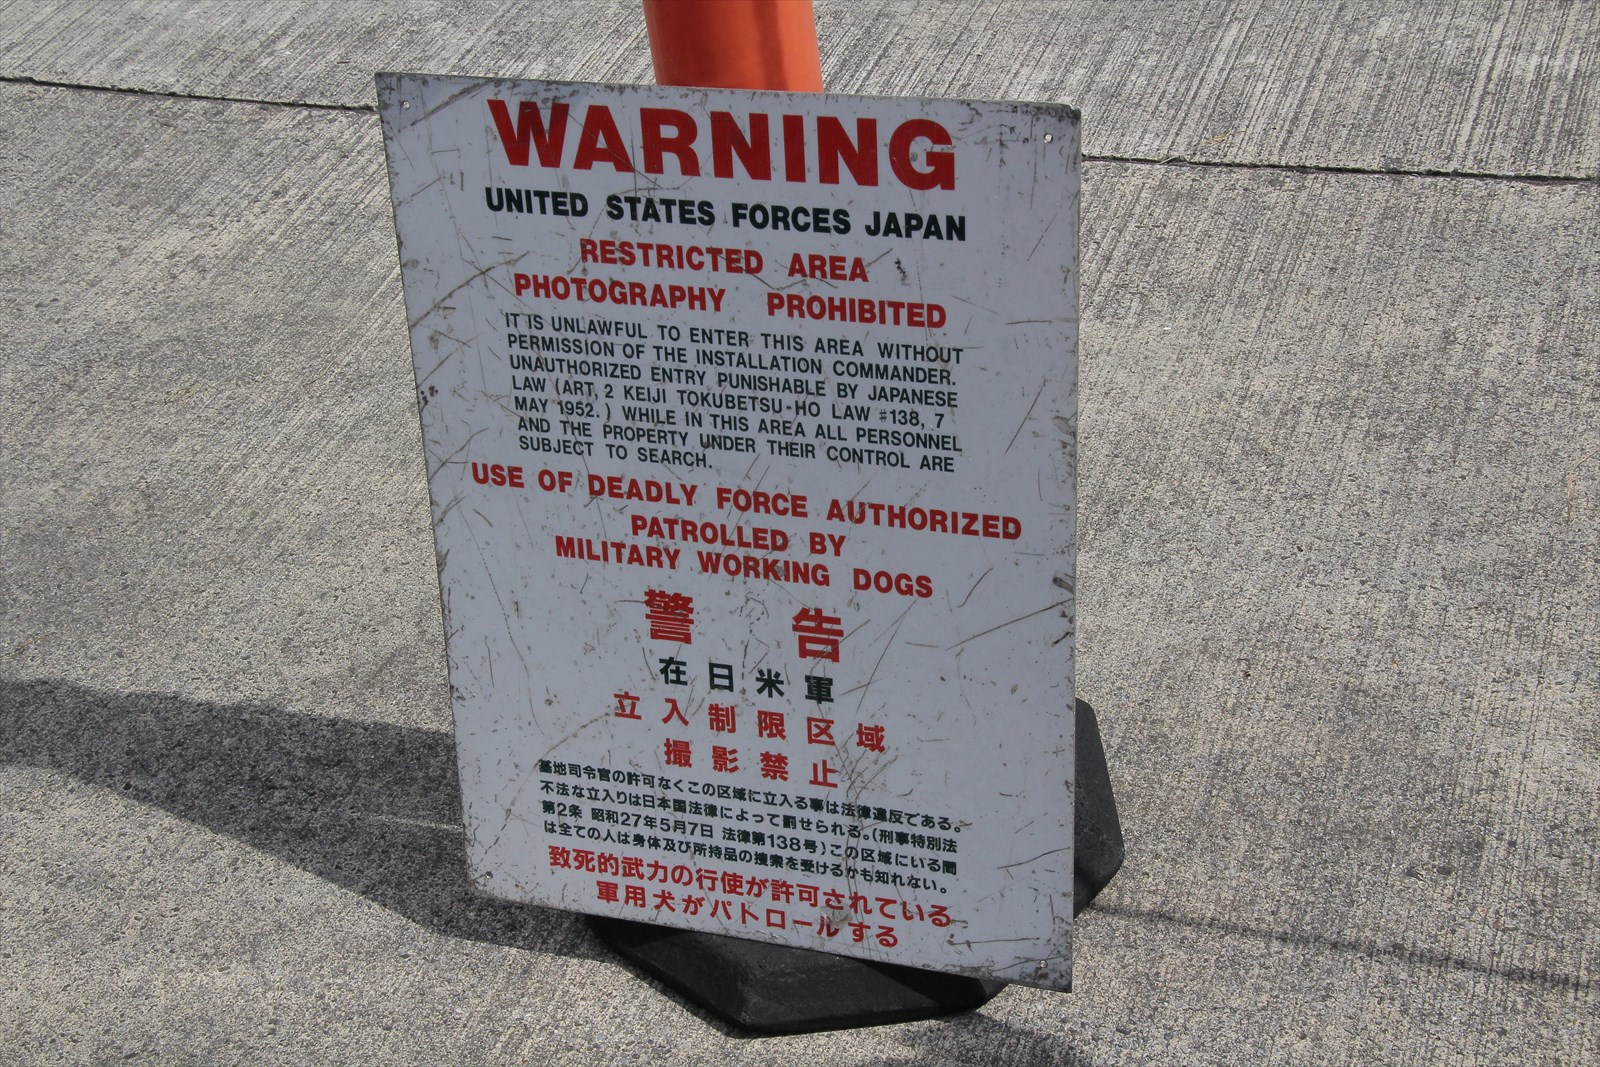 WARNING
UNITED STATES FORCES JAPAN
RESTRICTED AREA
PHOTOGRAPHY PROHIBITED
IT IS UNLAWFUL TO ENTER THIS AREA WITHOUT
PERMISSION OF THE INSTALLATION COMMANDER.
UNAUTHORIZED ENTRY PUNISHABLE BY JAPANESE
LAW (ART, 2 KEIJI TOKUBETSU-HO LAW #138, 7
MAY 1952.) WHILE IN THIS AREA ALL PERSONNEL
AND THE PROPERTY UNDER THEIR CONTROL ARE
SUBJECT TO SEARCH.
USE OF DEADLY FORCE AUTHORIZED
PATROLLED BY
MILITARY WORKING DOGS
警告
在日米軍
立入制限区域
撮影禁止
基地司令官の許可なくこの区域に立入る事は法律違反である。
不法な立入りは日本国法律によって罰せられる。(刑事特別法
第2条 昭和27年5月7日 法律第138号)この区域にいる間
は全ての人は身体及び所持品の捜索を受けるかも知れない。
致死的武力の行使が許可されている
軍用犬がパトロールする